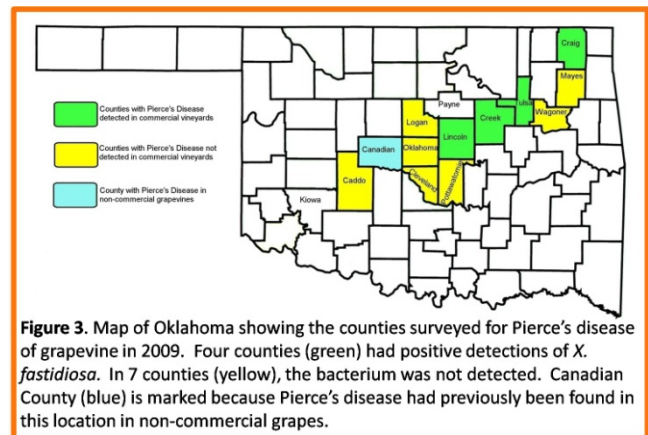 Craig
Mayes
Counties with Pierce's Disease
detected in commercial vineyards
Payne
Tulsa
Wagoner
Logan
Creek
Counties with Pierce's Disease not
detected in commercial vineyards
Lincoln
Canadian
Oklahoma
County with Pierce's Disease in
non-commercial grapevines
Caddo
Cleveland
Pottawatomie
Kiowa
Figure 3. Map of Oklahoma showing the counties surveyed for Pierce's disease
of grapevine in 2009. Four counties (green) had positive detections of X.
fastidiosa. In 7 counties (yellow), the bacterium was not detected. Canadian
County (blue) is marked because Pierce's disease had previously been found in
this location in non-commercial grapes.